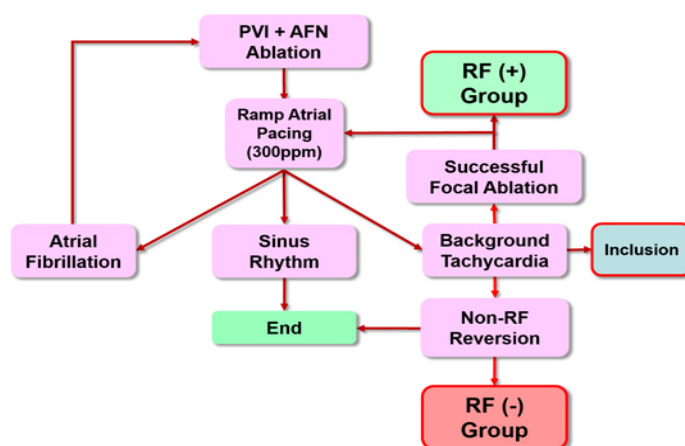 PVI + AFN
Ablation
RF (+)
Group
Ramp Atrial
Pacing
(300ppm)
Successful
Focal Ablation
Atrial
Fibrillation
Sinus
Rhythm
Background
Tachycardia
Inclusion
End
Non-RF
Reversion
RF (-)
Group